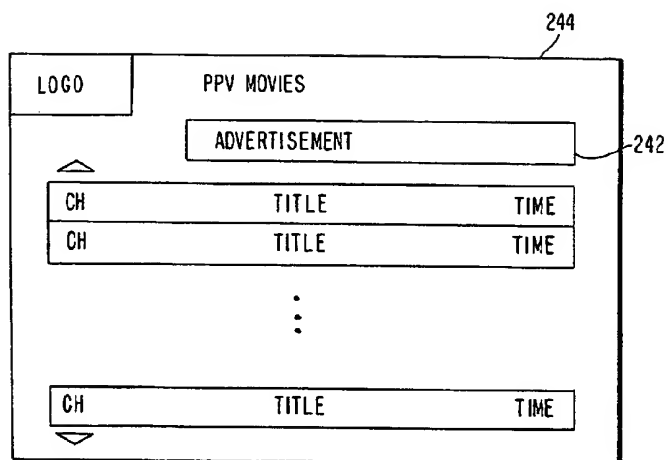 244
LOGO PPV MOVIES
ADVERTISEMENT 242
CH TITLE TIME
CH TITLE TIME
CH TITLE TIME